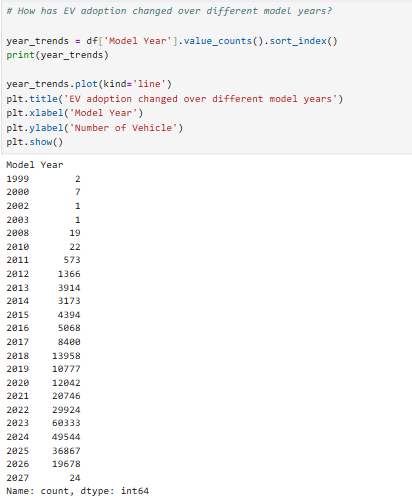 # How has EV adoption changed over different model years?
year_trends = df['Model Year'].value_counts().sort_index()
print(year_trends)
year_trends.plot(kind='line')
plt.title('EV adoption changed over different model years')
plt.xlabel('Model Year')
plt.ylabel('Number of Vehicle')
plt.show()
Model Year
1999 2
2000 7
2002 1
2003 1
2008 19
2010 22
2011 573
2012 1366
2013 3914
2014 3173
2015 4394
2016 5068
2017 8400
2018 13958
2019 10777
2020 12042
2021 20746
2022 29924
2023 60333
2024 49544
2025 36867
2026 19678
2027 24
Name: count, dtype: int64